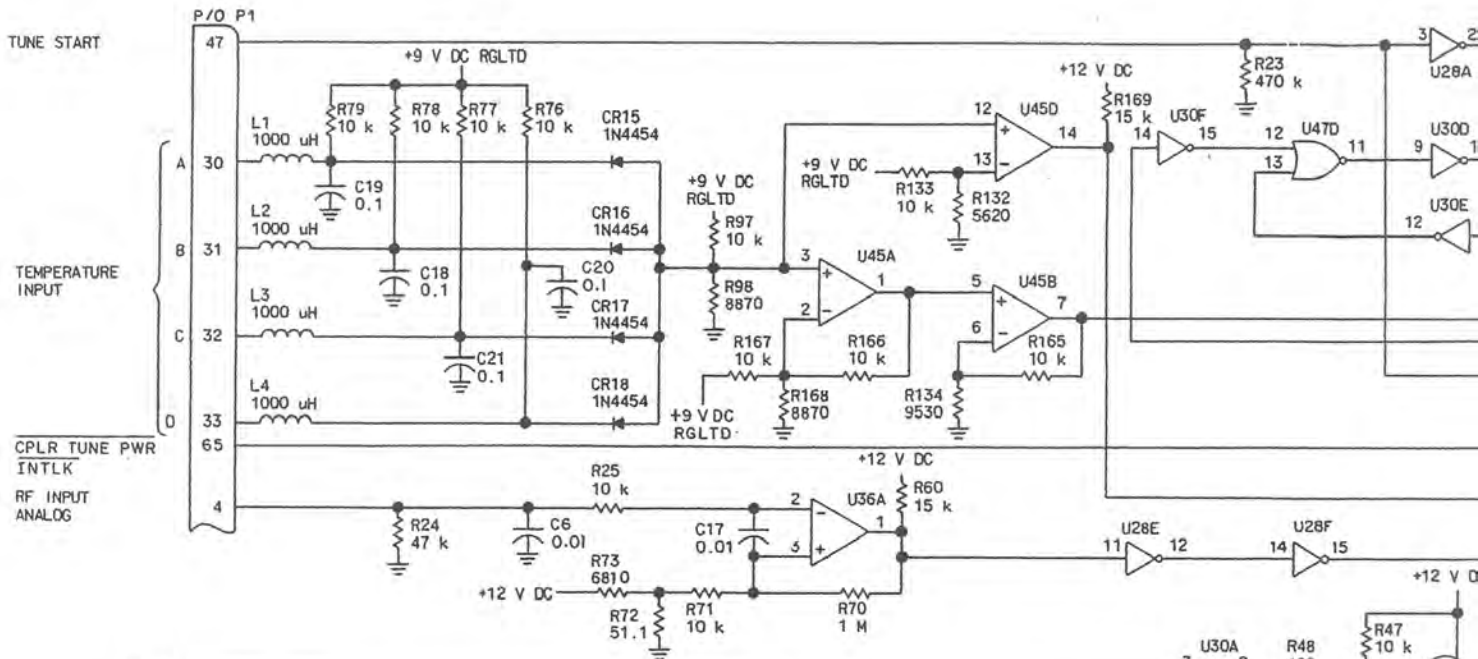 P/O P1
TUNE START
47
+9 V DC RGLTD
R79
10 k
R78
10 k
R77
10 k
R76
10 k
CR15
1N4454
L1
1000 uH
A
30
C19
0.1
L2
1000 uH
B
31
C18
0.1
CR16
1N4454
C20
0.1
TEMPERATURE
INPUT
L3
1000 uH
C
32
C21
0.1
CR17
1N4454
L4
1000 uH
D
33
CR18
1N4454
+9 V DC
RGLTD
R97
10 k
R98
8870
+9 V DC
RGLTD
R133
10 k
R132
5620
12
+
13
-
U45D
14
+12 V DC
R169
15 k
R23
470 k
3
U28A
14
U30F
15
12
13
U47D
11
9
U30D
U30E
12
3
+
2
-
U45A
1
R167
10 k
R166
10 k
R168
8870
+9 V DC
RGLTD
5
+
6
-
U45B
7
R165
10 k
R134
9530
CPLR TUNE PWR
INTLK
65
RF INPUT
ANALOG
4
R24
47 k
C6
0.01
R25
10 k
C17
0.01
2
-
3
+
U36A
1
+12 V DC
R60
15 k
+12 V DC
R73
6810
R72
51.1
R71
10 k
R70
1 M
11
U28E
12
14
U28F
15
+12 V D
R47
10 k
U30A
R48